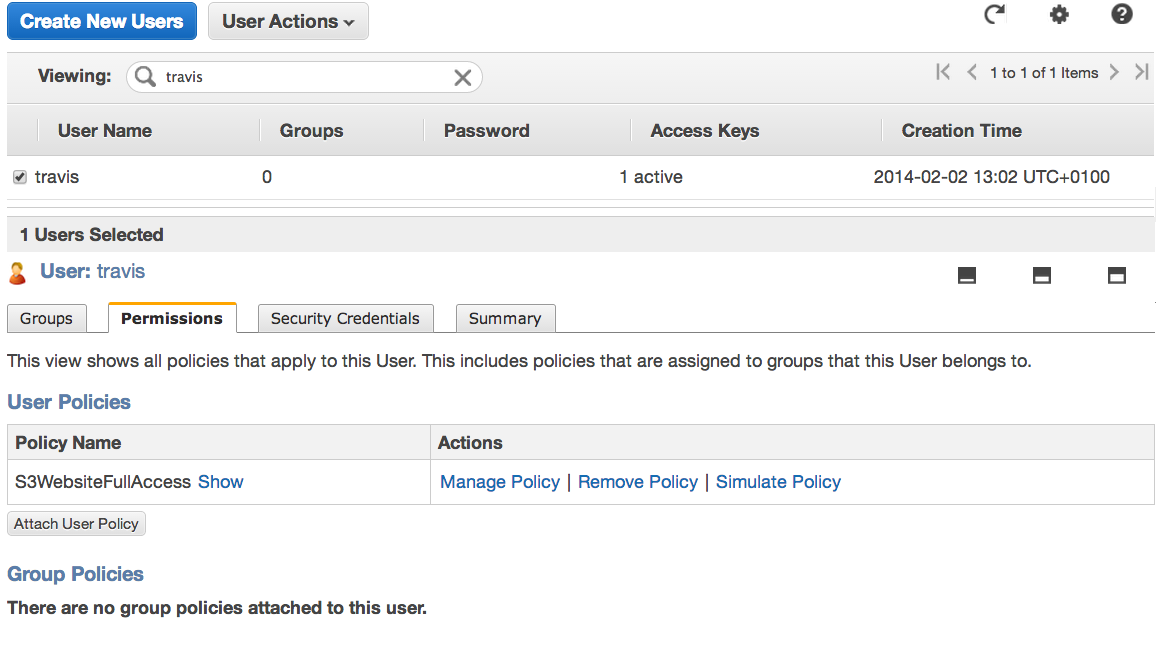 Create New Users User Actions ?
Viewing: travis 1 to 1 of 1 Items
User Name Groups Password Access Keys Creation Time
travis 0 1 active 2014-02-02 13:02 UTC+0100
1 Users Selected
User: travis
Groups Permissions Security Credentials Summary
This view shows all policies that apply to this User. This includes policies that are assigned to groups that this User belongs to.
User Policies
Policy Name Actions
S3WebsiteFullAccess Show Manage Policy | Remove Policy | Simulate Policy
Attach User Policy
Group Policies
There are no group policies attached to this user.